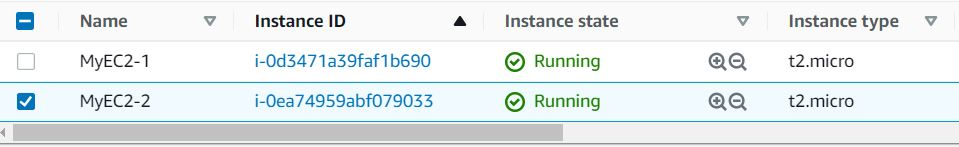 Name Instance ID Instance state Instance type
MyEC2-1 i-0d3471a39faf1b690 Running t2.micro
MyEC2-2 i-0ea74959abf079033 Running t2.micro